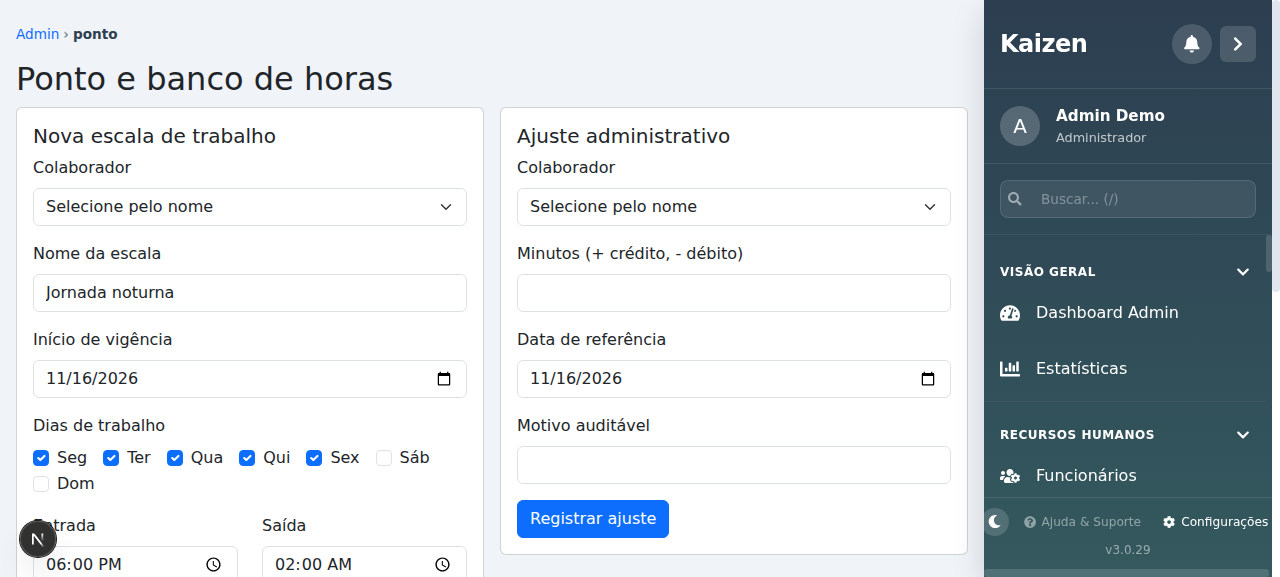 Admin › ponto
Ponto e banco de horas
Nova escala de trabalho
Colaborador
Selecione pelo nome
Nome da escala
Jornada noturna
Início de vigência
11/16/2026
Dias de trabalho
Seg Ter Qua Qui Sex Sáb
Dom
Entrada Saída
06:00 PM 02:00 AM
N
Ajuste administrativo
Colaborador
Selecione pelo nome
Minutos (+ crédito, - débito)
Data de referência
11/16/2026
Motivo auditável
Registrar ajuste
Kaizen
A
Admin Demo
Administrador
Buscar... (/)
VISÃO GERAL
Dashboard Admin
Estatísticas
RECURSOS HUMANOS
Funcionários
Ajuda & Suporte Configurações
v3.0.29